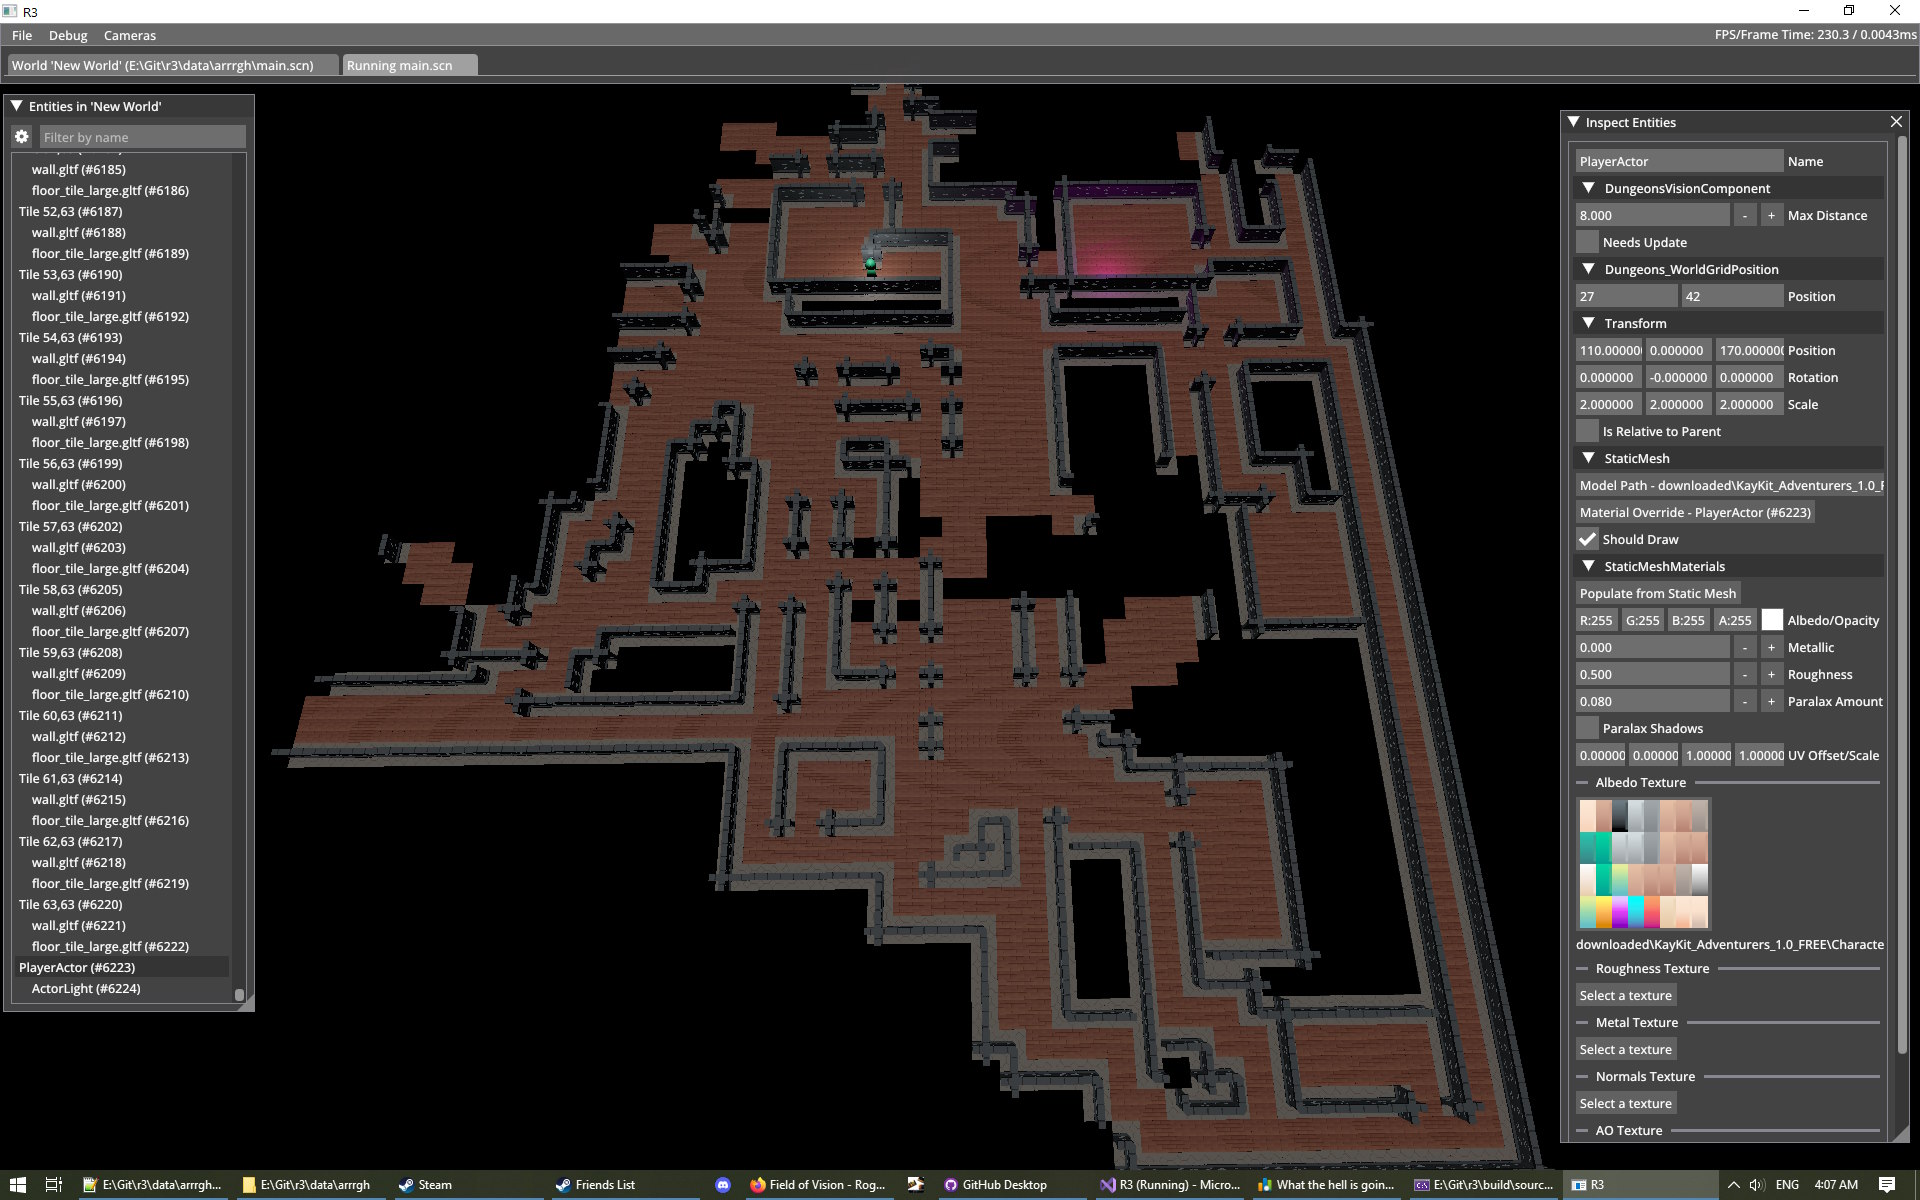 R3
File Debug Cameras
FPS/Frame Time: 230.3 / 0.0043ms
World 'New World' (E:\Git\r3\data\arrrgh\main.scn)
Running main.scn
Entities in 'New World'
Filter by name
wall.gltf (#6185)
floor_tile_large.gltf (#6186)
Tile 52,63 (#6187)
wall.gltf (#6188)
floor_tile_large.gltf (#6189)
Tile 53,63 (#6190)
wall.gltf (#6191)
floor_tile_large.gltf (#6192)
Tile 54,63 (#6193)
wall.gltf (#6194)
floor_tile_large.gltf (#6195)
Tile 55,63 (#6196)
wall.gltf (#6197)
floor_tile_large.gltf (#6198)
Tile 56,63 (#6199)
wall.gltf (#6200)
floor_tile_large.gltf (#6201)
Tile 57,63 (#6202)
wall.gltf (#6203)
floor_tile_large.gltf (#6204)
Tile 58,63 (#6205)
wall.gltf (#6206)
floor_tile_large.gltf (#6207)
Tile 59,63 (#6208)
wall.gltf (#6209)
floor_tile_large.gltf (#6210)
Tile 60,63 (#6211)
wall.gltf (#6212)
floor_tile_large.gltf (#6213)
Tile 61,63 (#6214)
wall.gltf (#6215)
floor_tile_large.gltf (#6216)
Tile 62,63 (#6217)
wall.gltf (#6218)
floor_tile_large.gltf (#6219)
Tile 63,63 (#6220)
wall.gltf (#6221)
floor_tile_large.gltf (#6222)
PlayerActor (#6223)
ActorLight (#6224)
Inspect Entities
PlayerActor Name
DungeonsVisionComponent
8.000 - + Max Distance
Needs Update
Dungeons_WorldGridPosition
27 42 Position
Transform
110.00000 0.000000 170.000000 Position
0.000000 -0.000000 0.000000 Rotation
2.000000 2.000000 2.000000 Scale
Is Relative to Parent
StaticMesh
Model Path - downloaded\KayKit_Adventurers_1.0_F
Material Override - PlayerActor (#6223)
Should Draw
StaticMeshMaterials
Populate from Static Mesh
R:255 G:255 B:255 A:255 Albedo/Opacity
0.000 - + Metallic
0.500 - + Roughness
0.080 - + Paralax Amount
Paralax Shadows
0.00000 0.00000 1.00000 1.00000 UV Offset/Scale
Albedo Texture
downloaded\KayKit_Adventurers_1.0_FREE\Characte
Roughness Texture
Select a texture
Metal Texture
Select a texture
Normals Texture
Select a texture
AO Texture
E:\Git\r3\data\arrrgh...
E:\Git\r3\data\arrrgh
Steam
Friends List
Field of Vision - Rog...
GitHub Desktop
R3 (Running) - Micro...
What the hell is goin...
E:\Git\r3\build\sourc...
R3
ENG
4:07 AM